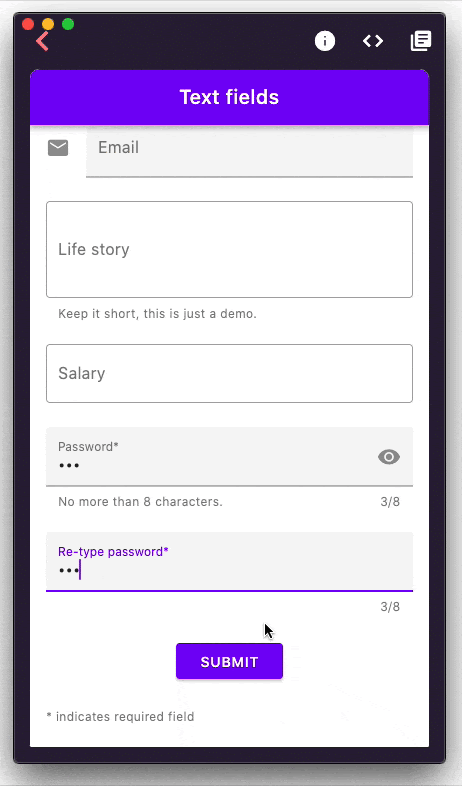 Text fields
Email
Life story
Keep it short, this is just a demo.
Salary
Password*
•••
No more than 8 characters. 3/8
Re-type password*
•••
3/8
SUBMIT
* indicates required field